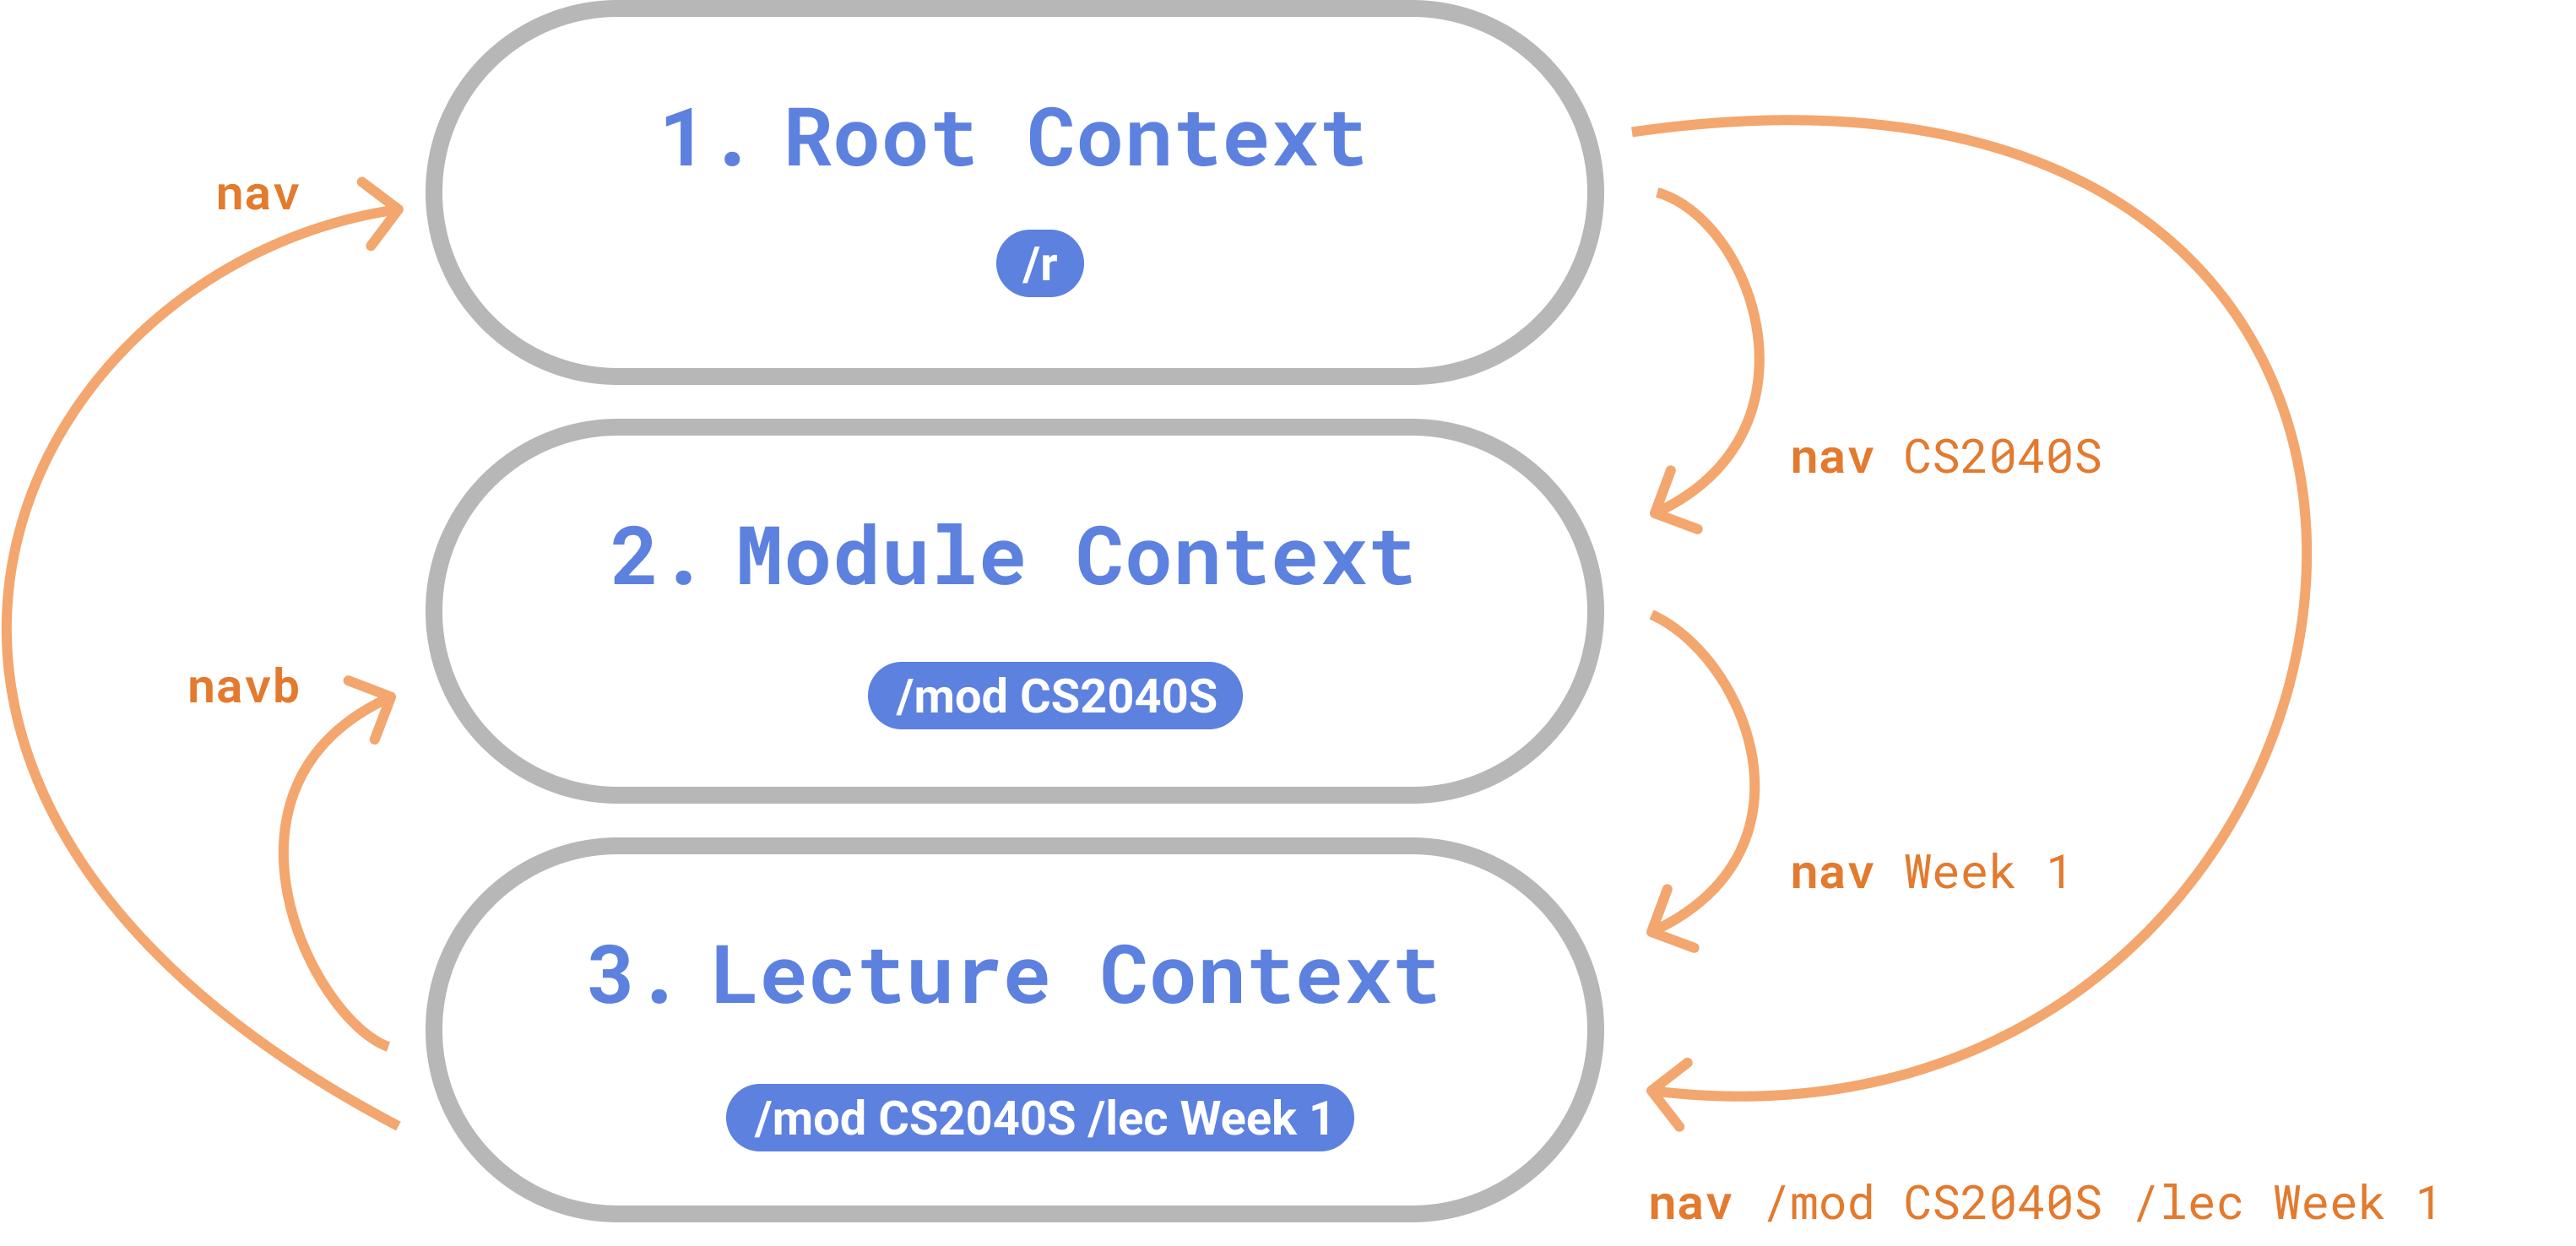 1. Root Context
/r
nav
nav CS2040S
2. Module Context
/mod CS2040S
navb
nav Week 1
3. Lecture Context
/mod CS2040S /lec Week 1
nav /mod CS2040S /lec Week 1